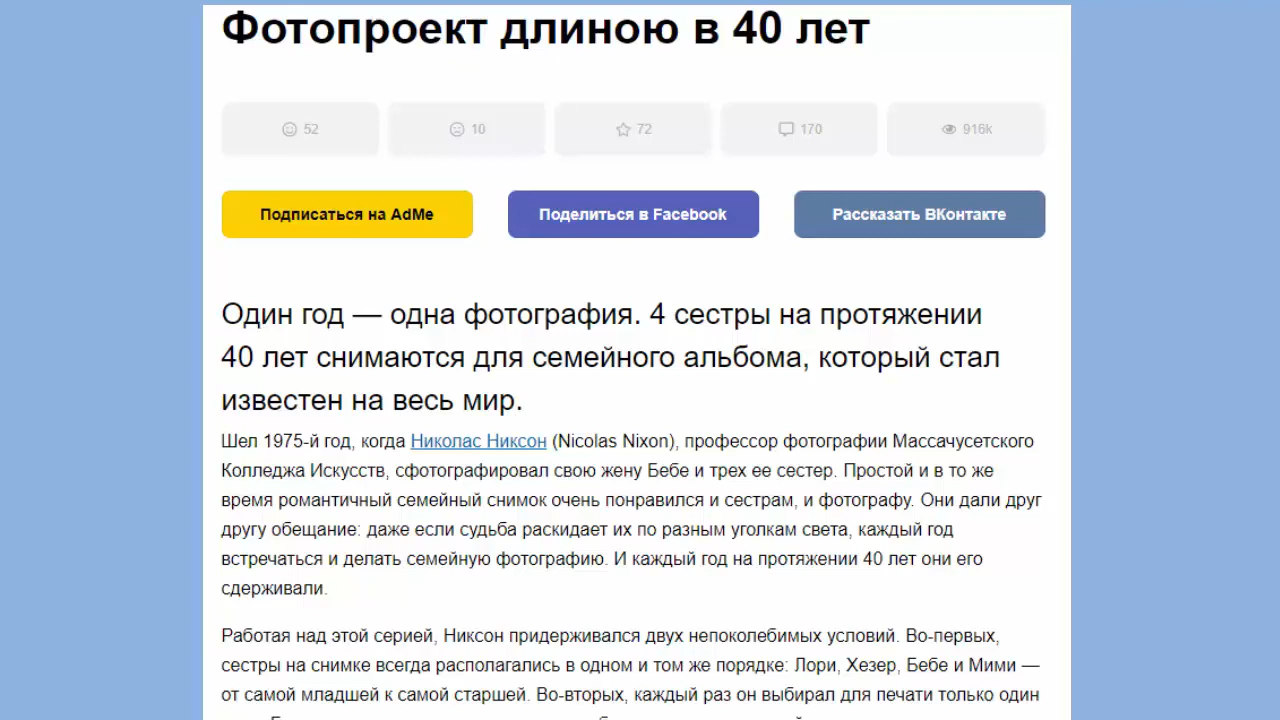 Фотопроект длиною в 40 лет
52 10 72 170 916k
Подписаться на AdMe Поделиться в Facebook Рассказать ВКонтакте
Один год — одна фотография. 4 сестры на протяжении
40 лет снимаются для семейного альбома, который стал
известен на весь мир.
Шел 1975-й год, когда Николас Никсон (Nicolas Nixon), профессор фотографии Массачусетского
Колледжа Искусств, сфотографировал свою жену Бебе и трех ее сестер. Простой и в то же
время романтичный семейный снимок очень понравился и сестрам, и фотографу. Они дали друг
другу обещание: даже если судьба раскидает их по разным уголкам света, каждый год
встречаться и делать семейную фотографию. И каждый год на протяжении 40 лет они его
сдерживали.
Работая над этой серией, Никсон придерживался двух непоколебимых условий. Во-первых,
сестры на снимке всегда располагались в одном и том же порядке: Лори, Хезер, Бебе и Мими —
от самой младшей к самой старшей. Во-вторых, каждый раз он выбирал для печати только один